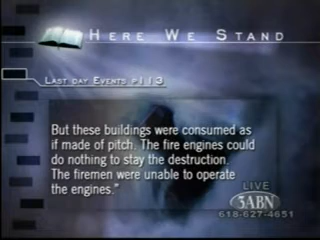 HERE WE STAND
LAST DAY EVENTS P113
But these buildings were consumed as
if made of pitch. The fire engines could
do nothing to stay the destruction.
The firemen were unable to operate
the engines."
LIVE
3ABN
618-627-4651